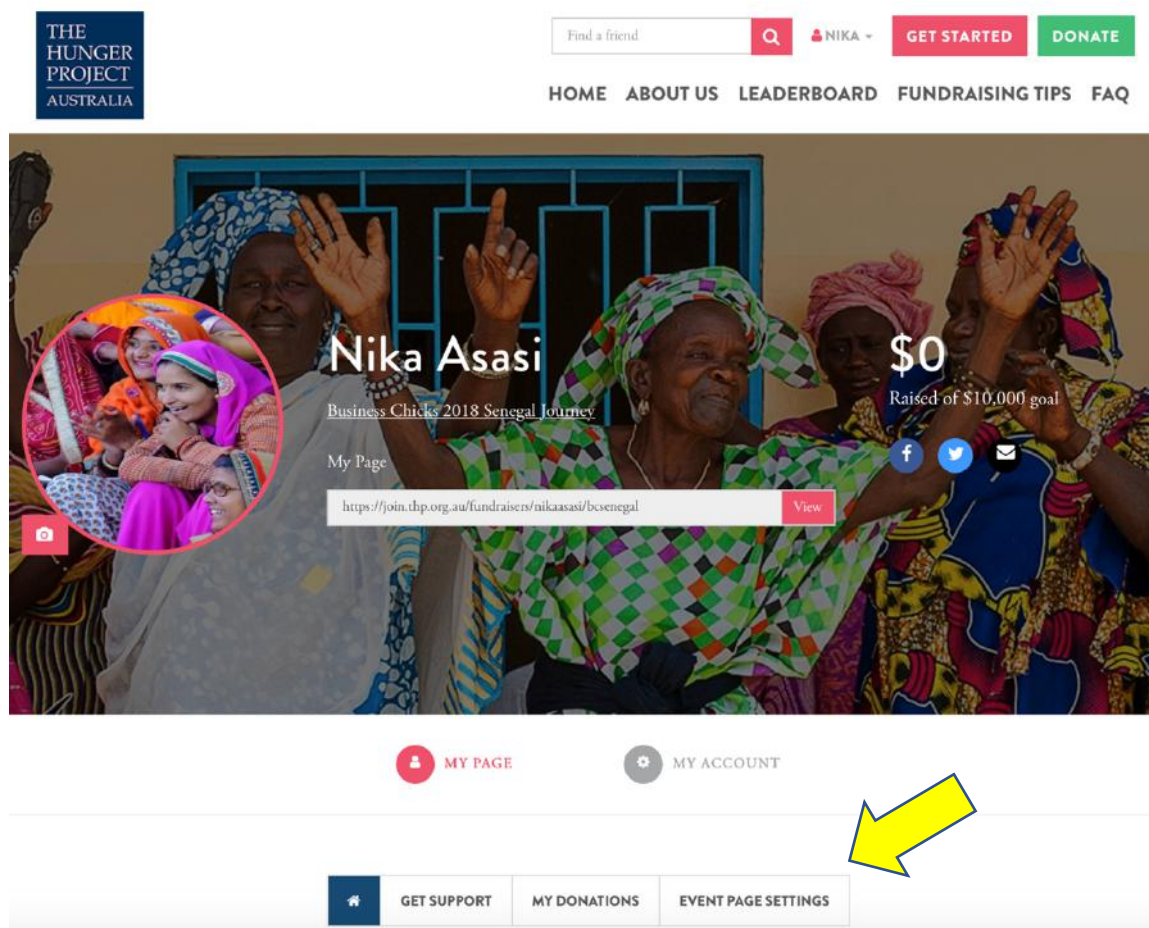 THE
HUNGER
PROJECT
AUSTRALIA
Find a friend
NIKA
GET STARTED
DONATE
HOME ABOUT US LEADERBOARD FUNDRAISING TIPS FAQ
Nika Asasi
Business Chicks 2018 Senegal Journey
My Page
https://join.thp.org.au/fundraisers/nikaasasi/bcsenegal
View
$0
Raised of $10,000 goal
MY PAGE
MY ACCOUNT
GET SUPPORT
MY DONATIONS
EVENT PAGE SETTINGS